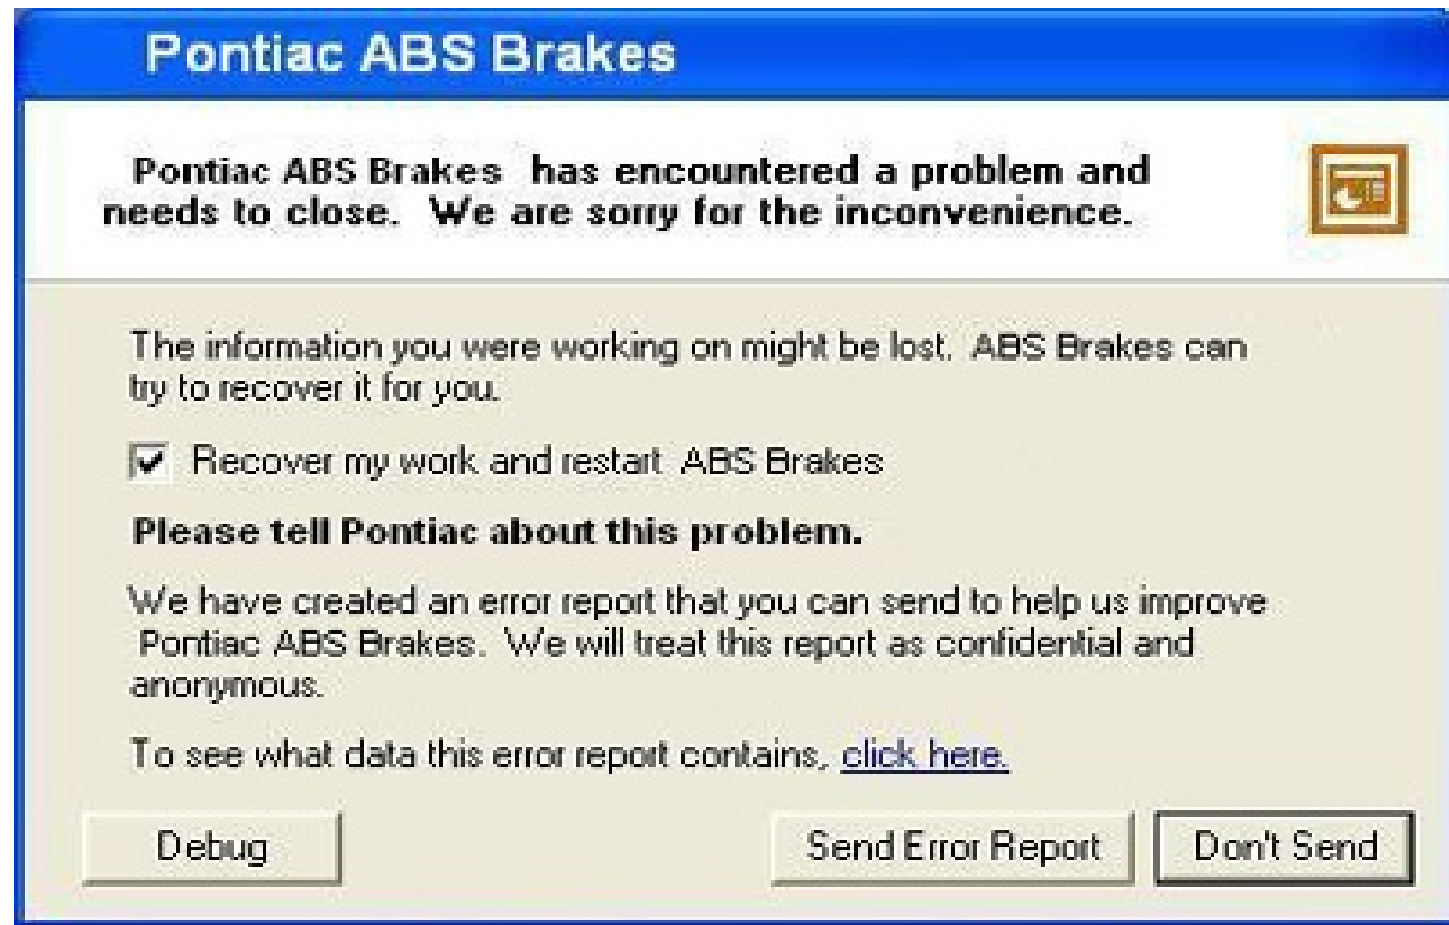 Pontiac ABS Brakes
Pontiac ABS Brakes has encountered a problem and
needs to close. We are sorry for the inconvenience.
The information you were working on might be lost. ABS Brakes can
try to recover it for you.
Recover my work and restart ABS Brakes
Please tell Pontiac about this problem.
We have created an error report that you can send to help us improve
Pontiac ABS Brakes. We will treat this report as confidential and
anonymous.
To see what data this error report contains, click here.
Debug
Send Error Report
Don't Send